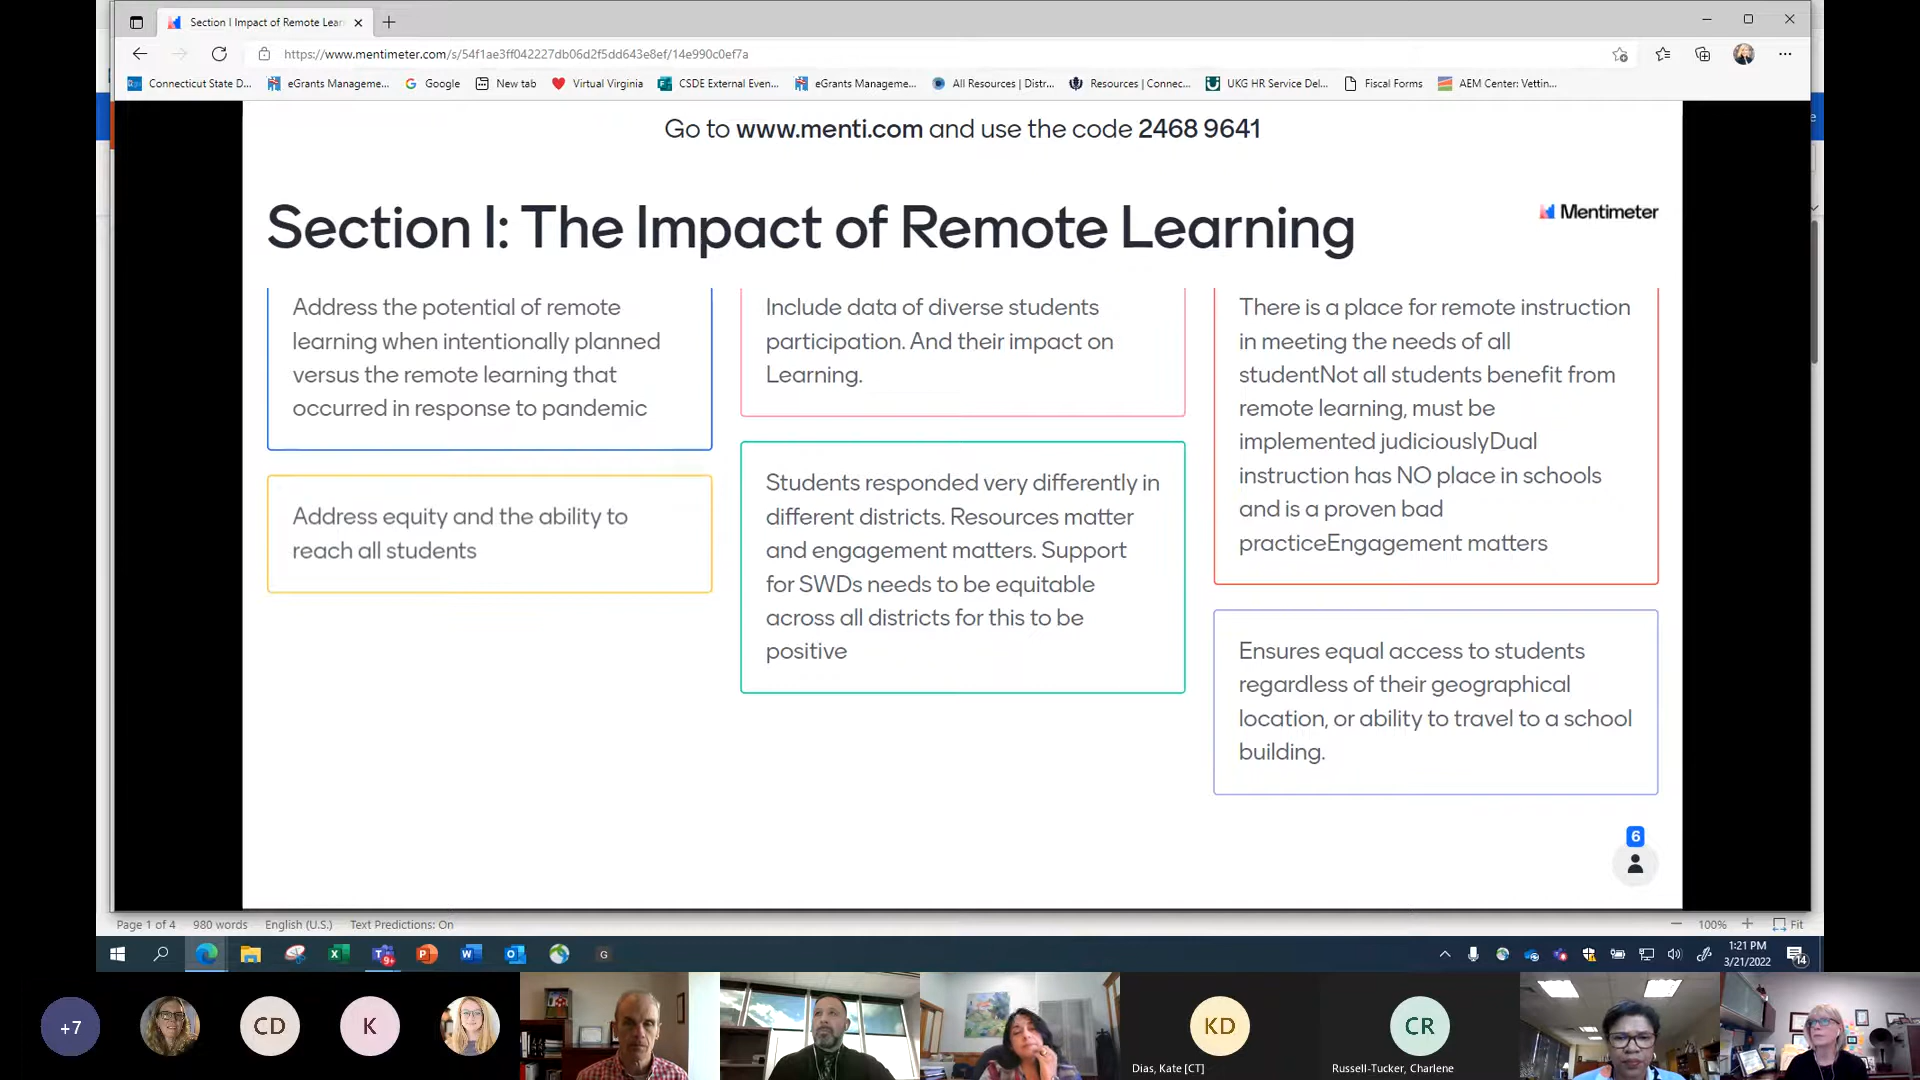 Section I Impact of Remote Lear
https://www.mentimeter.com/s/54f1ae3ff042227db06d2f5dd643e8ef/14e990c0ef7a
Connecticut State D...
eGrants Manageme...
Google
New tab
Virtual Virginia
CSDE External Even...
eGrants Manageme...
All Resources | Distr...
Resources | Connec...
UKG HR Service Del...
Fiscal Forms
AEM Center: Vettin...
Go to www.menti.com and use the code 2468 9641
Section I: The Impact of Remote Learning
Mentimeter
Address the potential of remote
learning when intentionally planned
versus the remote learning that
occurred in response to pandemic
Address equity and the ability to
reach all students
Include data of diverse students
participation. And their impact on
Learning.
Students responded very differently in
different districts. Resources matter
and engagement matters. Support
for SWDs needs to be equitable
across all districts for this to be
positive
There is a place for remote instruction
in meeting the needs of all
studentNot all students benefit from
remote learning, must be
implemented judiciouslyDual
instruction has NO place in schools
and is a proven bad
practiceEngagement matters
Ensures equal access to students
regardless of their geographical
location, or ability to travel to a school
building.
6
Page 1 of 4
980 words
English (U.S.)
Text Predictions: On
100%
Fit
1:21 PM
3/21/2022
14
+7
CD
K
KD
Dias, Kate [CT]
CR
Russell-Tucker, Charlene